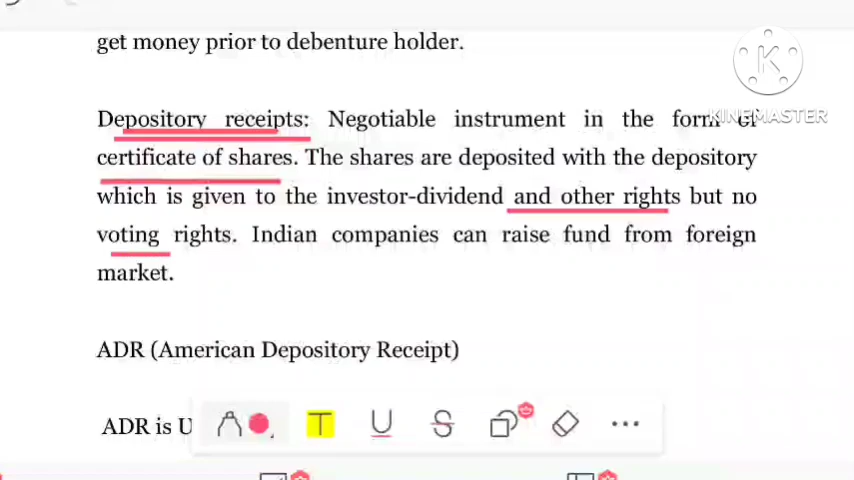 get money prior to debenture holder.
KINEMASTER
Depository receipts: Negotiable instrument in the form of
certificate of shares. The shares are deposited with the depository
which is given to the investor-dividend and other rights but no
voting rights. Indian companies can raise fund from foreign
market.
ADR (American Depository Receipt)
ADR is U